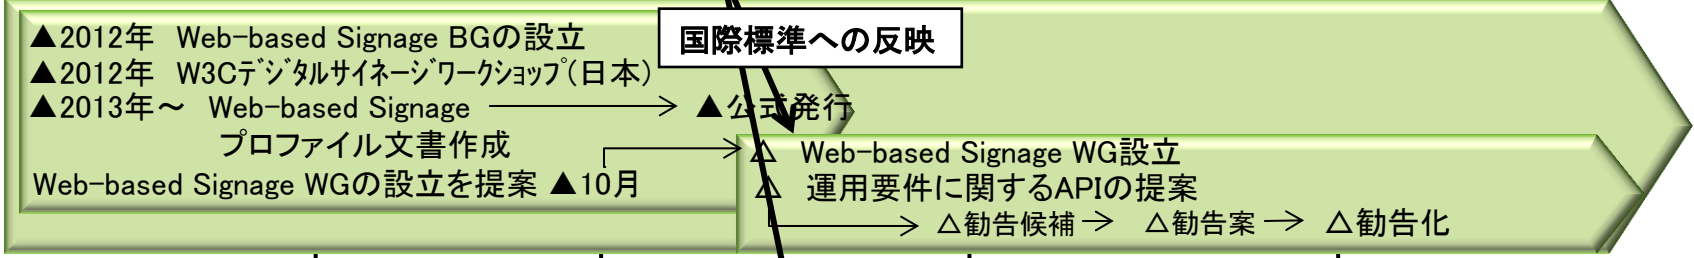 ▲2012年 Web-based Signage BGの設立
国際標準への反映
▲2012年 W3Cﾃﾞｼﾞﾀﾙｻｲﾈｰｼﾞﾜｰｸｼｮｯﾌﾟ(日本)
▲2013年～ Web-based Signage → ▲公式発行
プロファイル文書作成
Web-based Signage WGの設立を提案 ▲10月
△ Web-based Signage WG設立
△ 運用要件に関するAPIの提案
△勧告候補 → △勧告案 → △勧告化